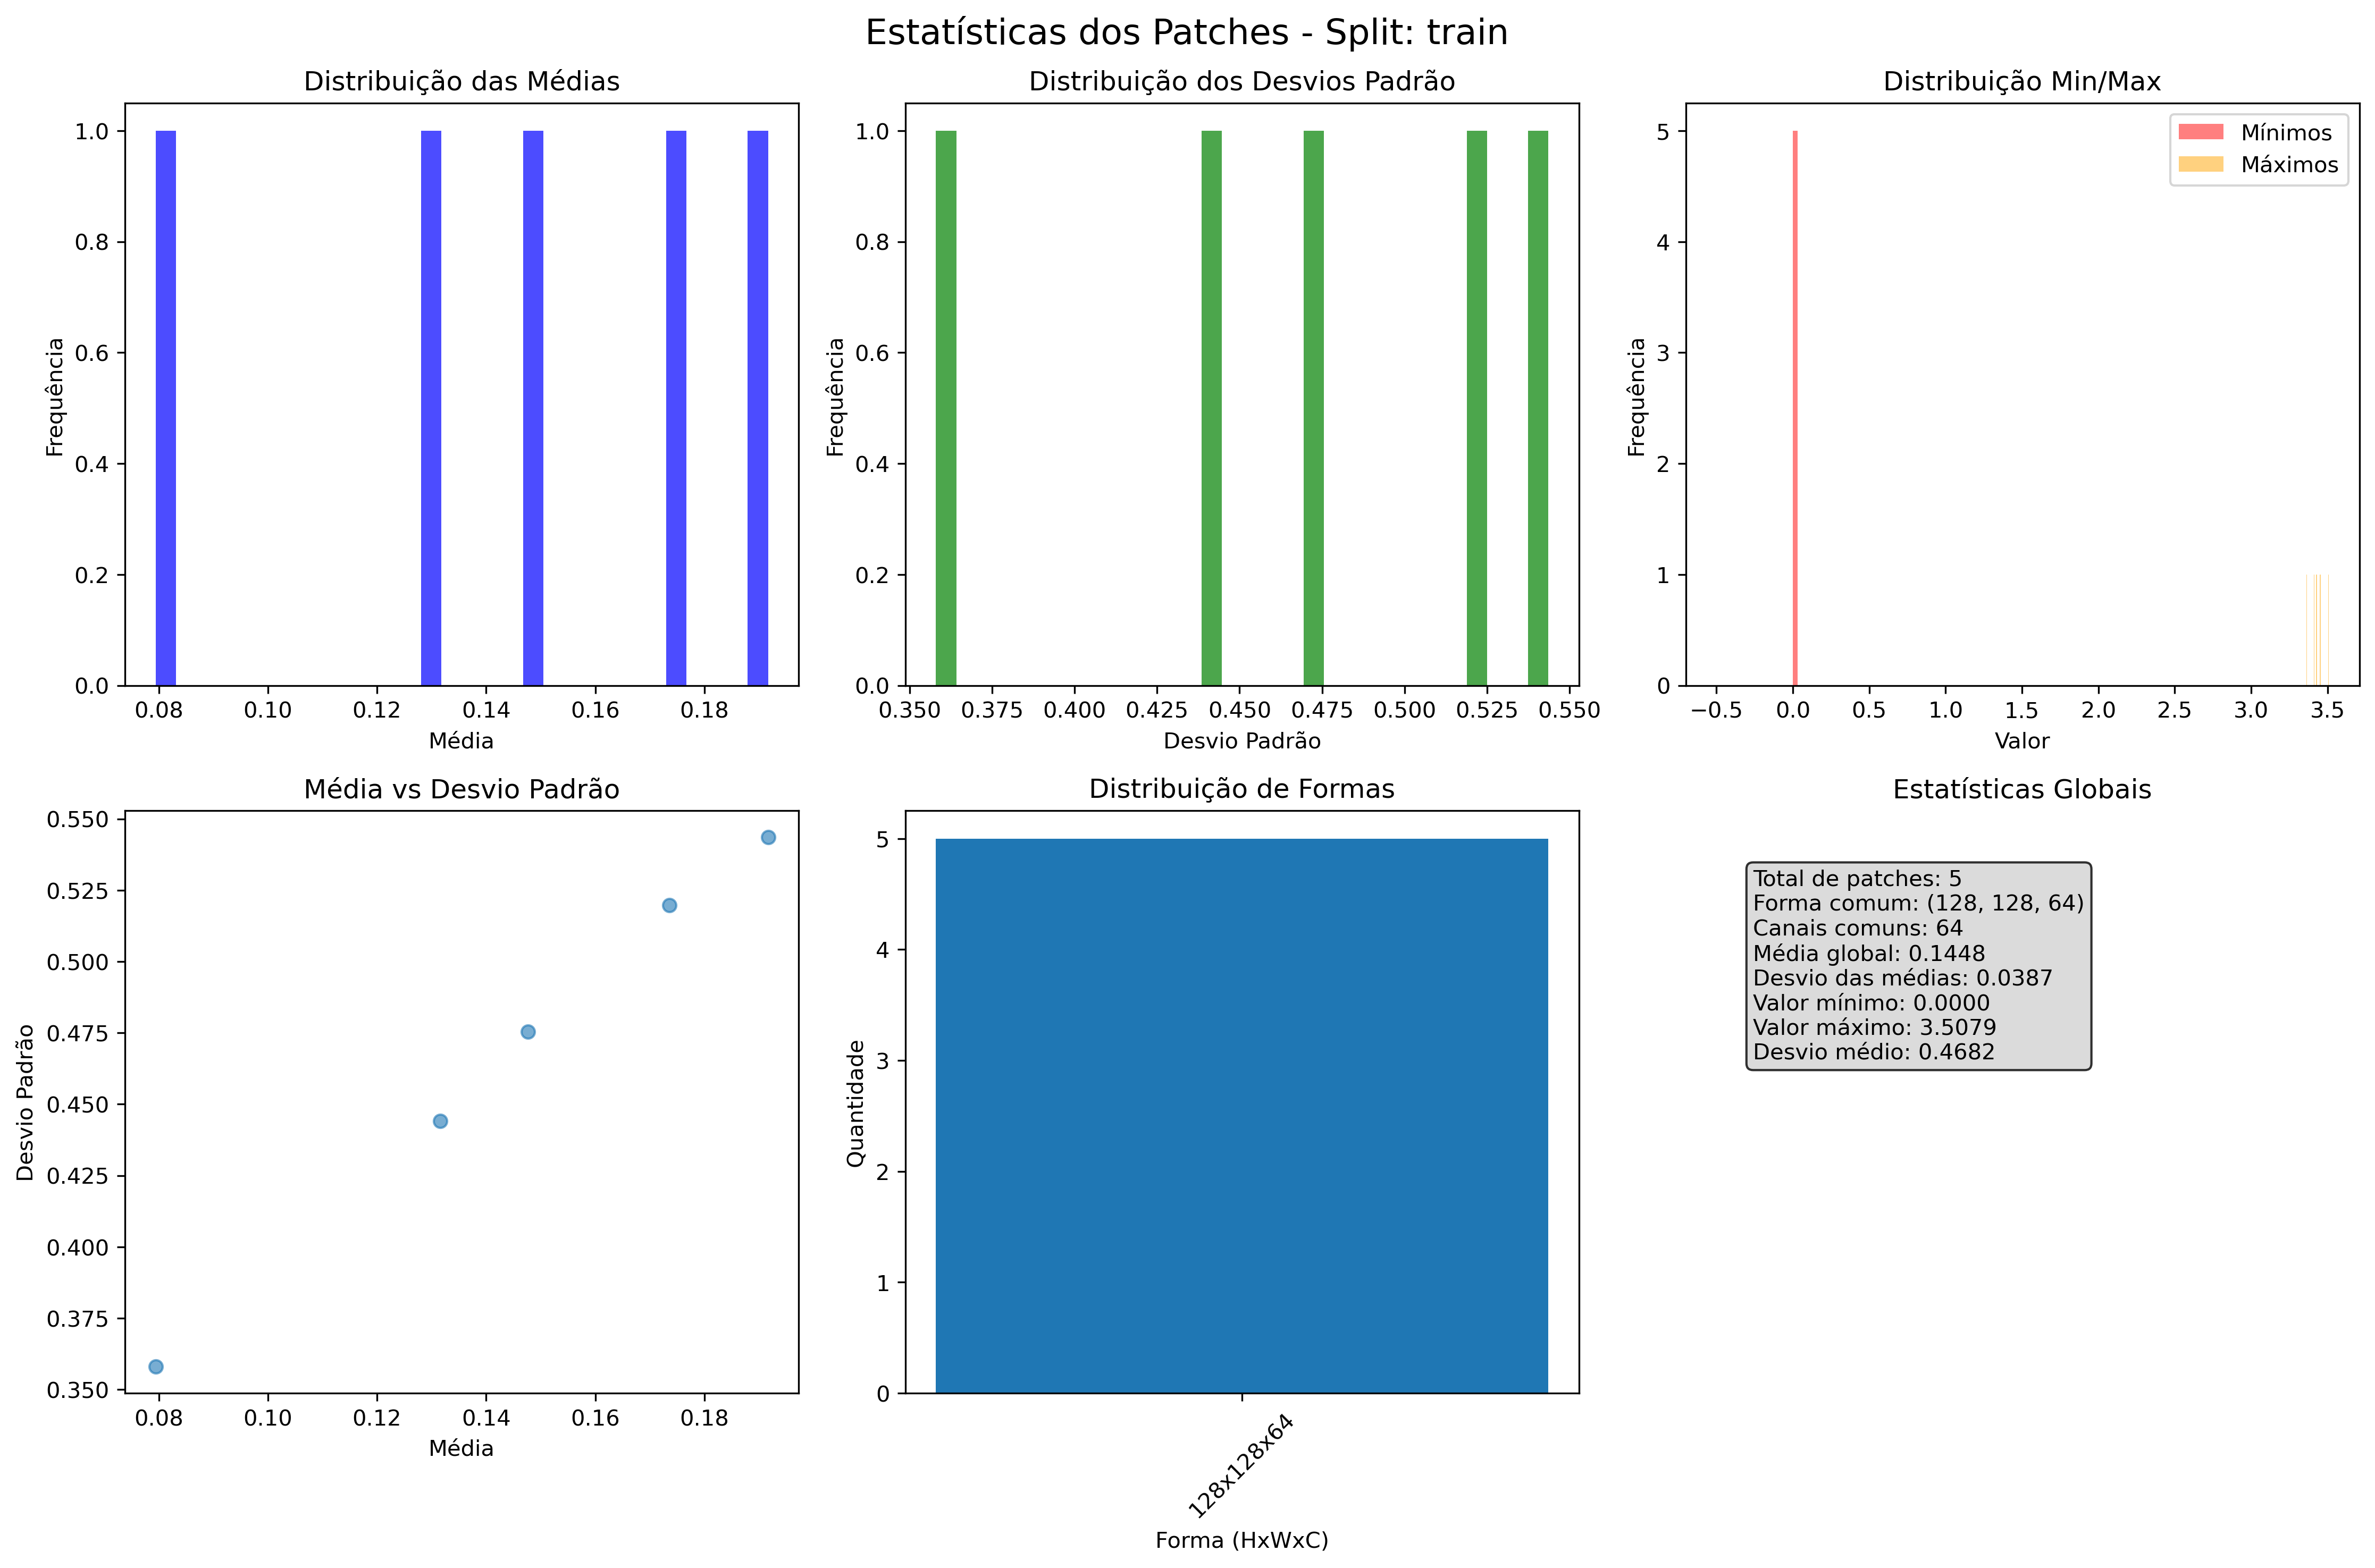 Estatísticas dos Patches - Split: train
Distribuição das Médias
1.0
0.8
0.6
0.4
0.2
0.0
Frequência
0.08 0.10 0.12 0.14 0.16 0.18
Média
Distribuição dos Desvios Padrão
1.0
0.8
0.6
0.4
0.2
0.0
Frequência
0.350 0.375 0.400 0.425 0.450 0.475 0.500 0.525 0.550
Desvio Padrão
Distribuição Min/Max
Mínimos
Máximos
5
4
3
2
1
0
Frequência
−0.5 0.0 0.5 1.0 1.5 2.0 2.5 3.0 3.5
Valor
Média vs Desvio Padrão
0.550
0.525
0.500
0.475
0.450
0.425
0.400
0.375
0.350
Desvio Padrão
0.08 0.10 0.12 0.14 0.16 0.18
Média
Distribuição de Formas
5
4
3
2
1
0
Quantidade
128x128x64
Forma (HxWxC)
Estatísticas Globais
Total de patches: 5
Forma comum: (128, 128, 64)
Canais comuns: 64
Média global: 0.1448
Desvio das médias: 0.0387
Valor mínimo: 0.0000
Valor máximo: 3.5079
Desvio médio: 0.4682